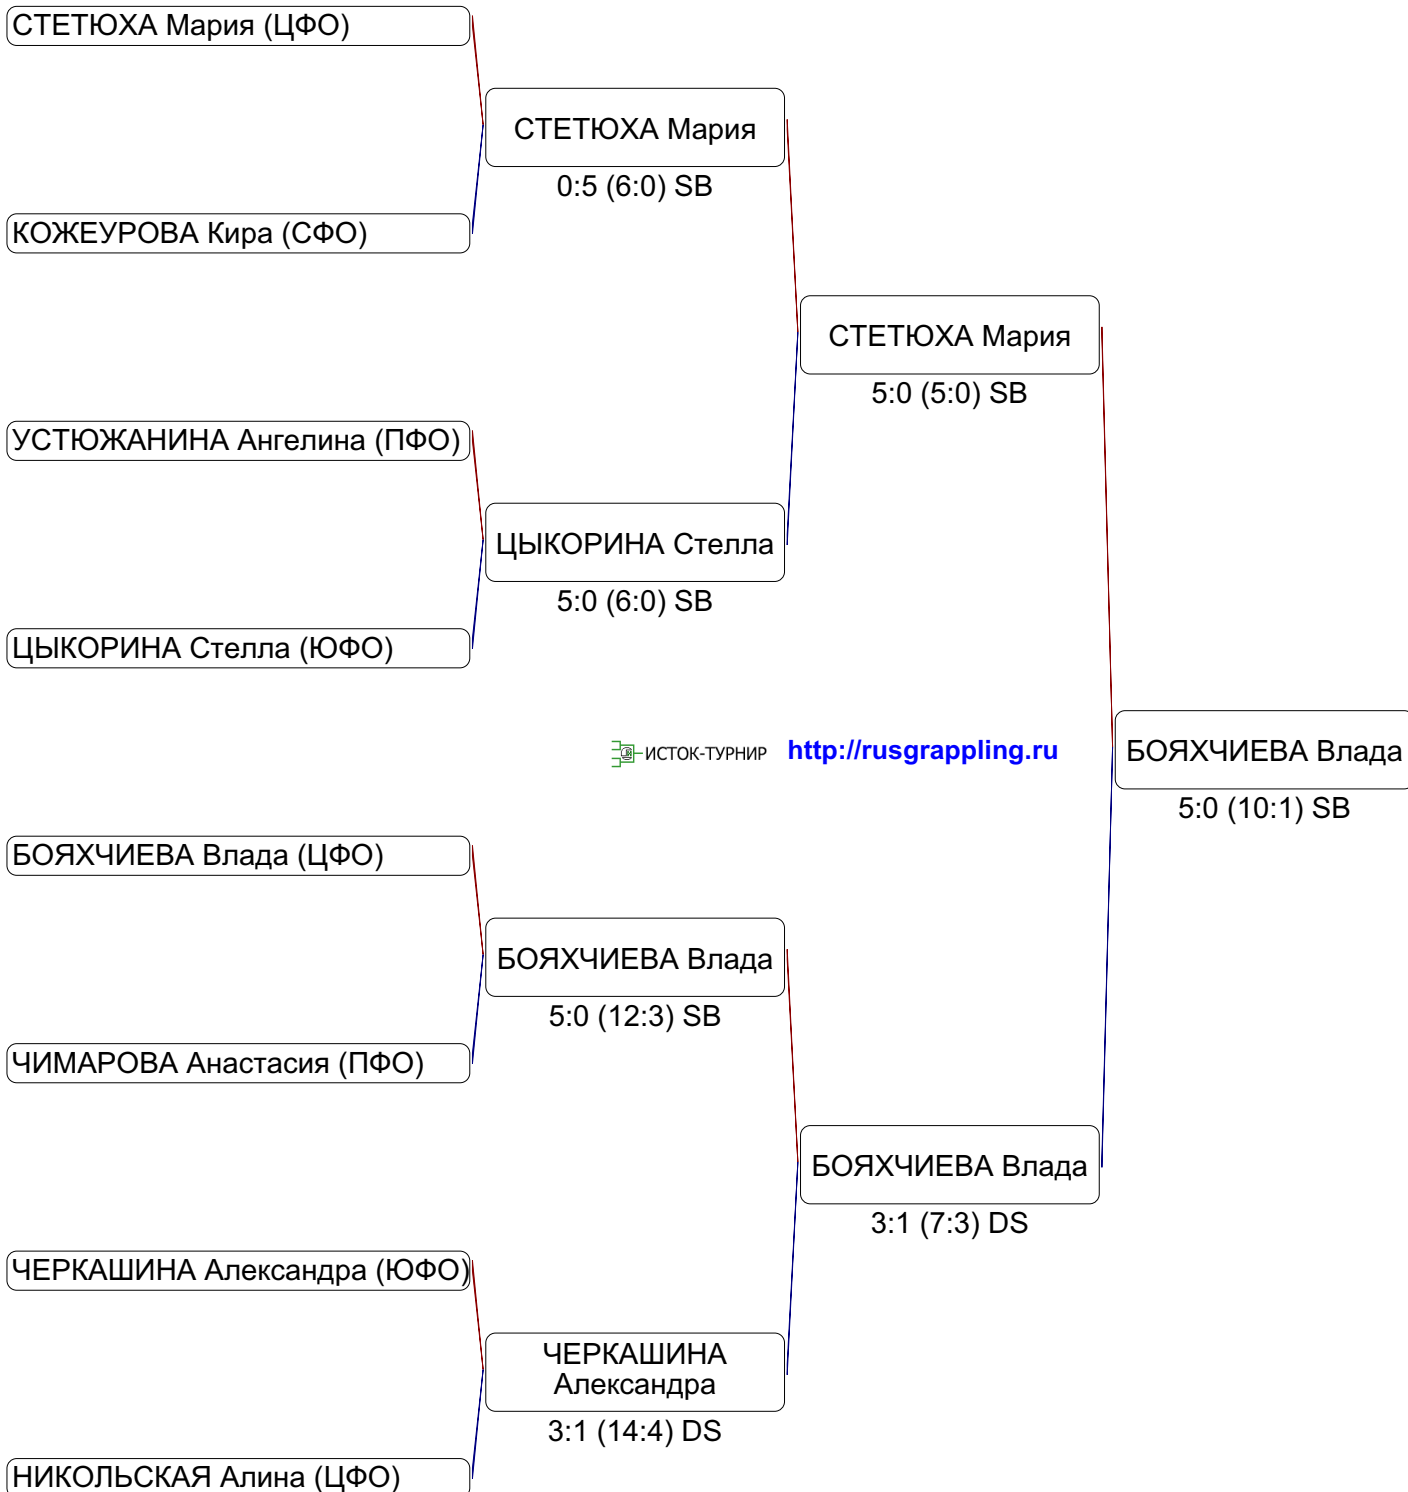 СТЕТЮХА Мария (ЦФО)
СТЕТЮХА Мария
0:5 (6:0) SB
КОЖЕУРОВА Кира (СФО)
СТЕТЮХА Мария
5:0 (5:0) SB
УСТЮЖАНИНА Ангелина (ПФО)
ЦЫКОРИНА Стелла
5:0 (6:0) SB
ЦЫКОРИНА Стелла (ЮФО)
ИСТОК-ТУРНИР http://rusgrappling.ru
БОЯХЧИЕВА Влада
5:0 (10:1) SB
БОЯХЧИЕВА Влада (ЦФО)
БОЯХЧИЕВА Влада
5:0 (12:3) SB
ЧИМАРОВА Анастасия (ПФО)
БОЯХЧИЕВА Влада
3:1 (7:3) DS
ЧЕРКАШИНА Александра (ЮФО)
ЧЕРКАШИНА
Александра
3:1 (14:4) DS
НИКОЛЬСКАЯ Алина (ЦФО)